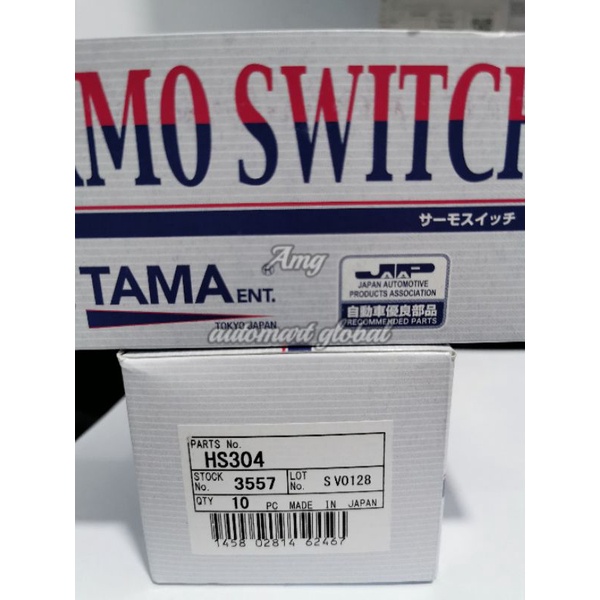 AMO SWITCH
サーモスイッチ
Amg
TAMA ENT.
TOKYO JAPAN
JAPAN AUTOMOTIVE
PRODUCTS ASSOCIATION
自動車優良部品
RECOMMENDED PARTS
automart global
PARTS No.
HS304
STOCK No. 3557 LOT No. SV0128
QTY 10 PC MADE IN JAPAN
1458 02814 62467